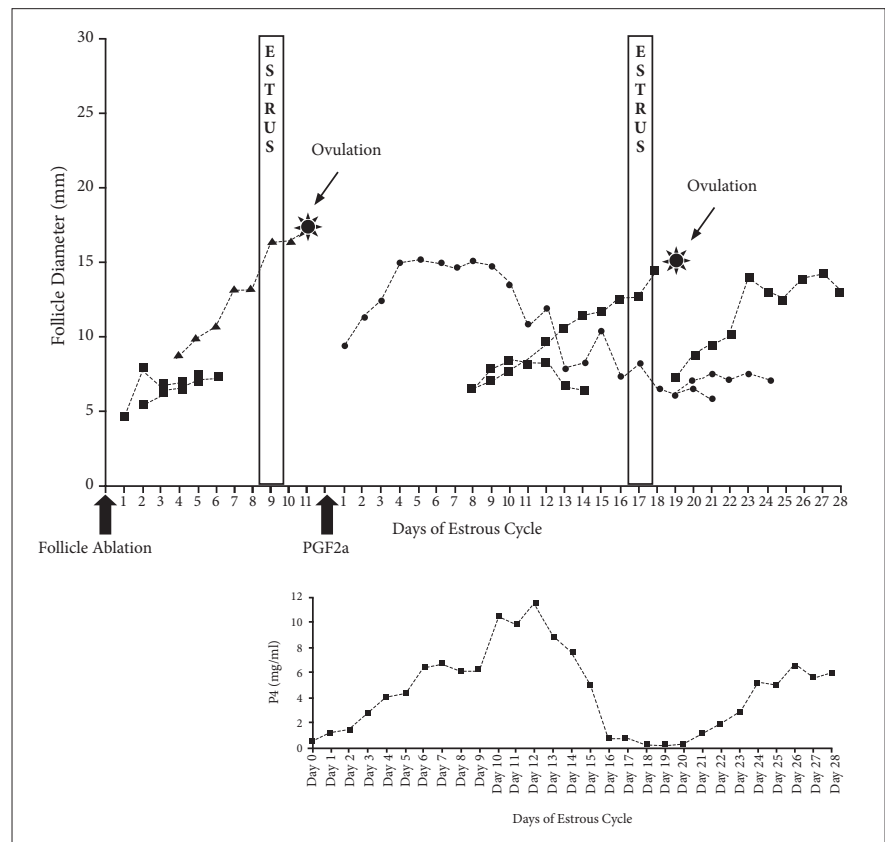 30
25
20
15
10
5
0
Follicle Diameter (mm)
ESTRUS
Ovulation
ESTRUS
Ovulation
1 2 3 4 5 6 7 8 9 10 11 1 2 3 4 5 6 7 8 9 10 11 12 13 14 15 16 17 18 19 20 21 22 23 24 25 26 27 28
Days of Estrous Cycle
Follicle Ablation
PGF2a
12
10
8
6
4
2
0
P4 (mg/ml)
Day 0
Day 1
Day 2
Day 3
Day 4
Day 5
Day 6
Day 7
Day 8
Day 9
Day 10
Day 11
Day 12
Day 13
Day 14
Day 15
Day 16
Day 17
Day 18
Day 19
Day 20
Day 21
Day 22
Day 23
Day 24
Day 25
Day 26
Day 27
Day 28
Days of Estrous Cycle